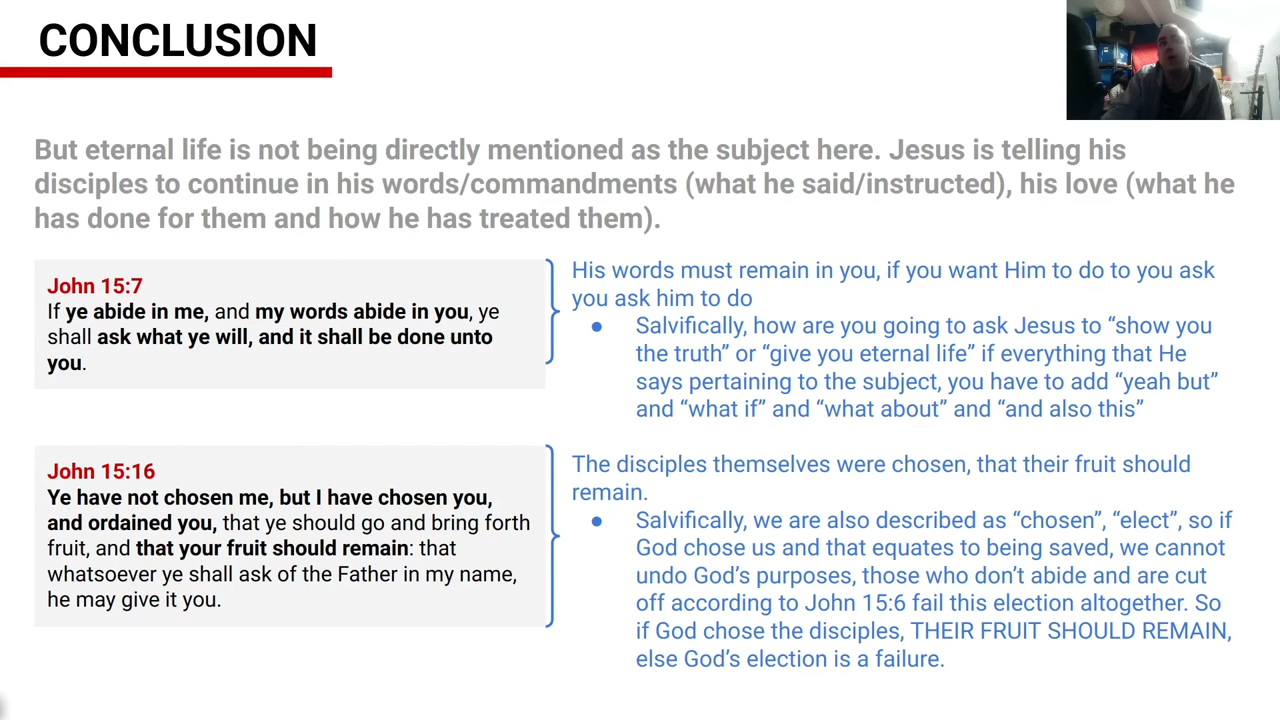 CONCLUSION
But eternal life is not being directly mentioned as the subject here. Jesus is telling his
disciples to continue in his words/commandments (what he said/instructed), his love (what he
has done for them and how he has treated them).
John 15:7
If ye abide in me, and my words abide in you, ye
shall ask what ye will, and it shall be done unto
you.
His words must remain in you, if you want Him to do to you ask
you ask him to do
● Salvifically, how are you going to ask Jesus to “show you
the truth” or “give you eternal life” if everything that He
says pertaining to the subject, you have to add “yeah but”
and “what if” and “what about” and “and also this”
John 15:16
Ye have not chosen me, but I have chosen you,
and ordained you, that ye should go and bring forth
fruit, and that your fruit should remain: that
whatsoever ye shall ask of the Father in my name,
he may give it you.
The disciples themselves were chosen, that their fruit should
remain.
● Salvifically, we are also described as “chosen”, “elect”, so if
God chose us and that equates to being saved, we cannot
undo God’s purposes, those who don’t abide and are cut
off according to John 15:6 fail this election altogether. So
if God chose the disciples, THEIR FRUIT SHOULD REMAIN,
else God’s election is a failure.